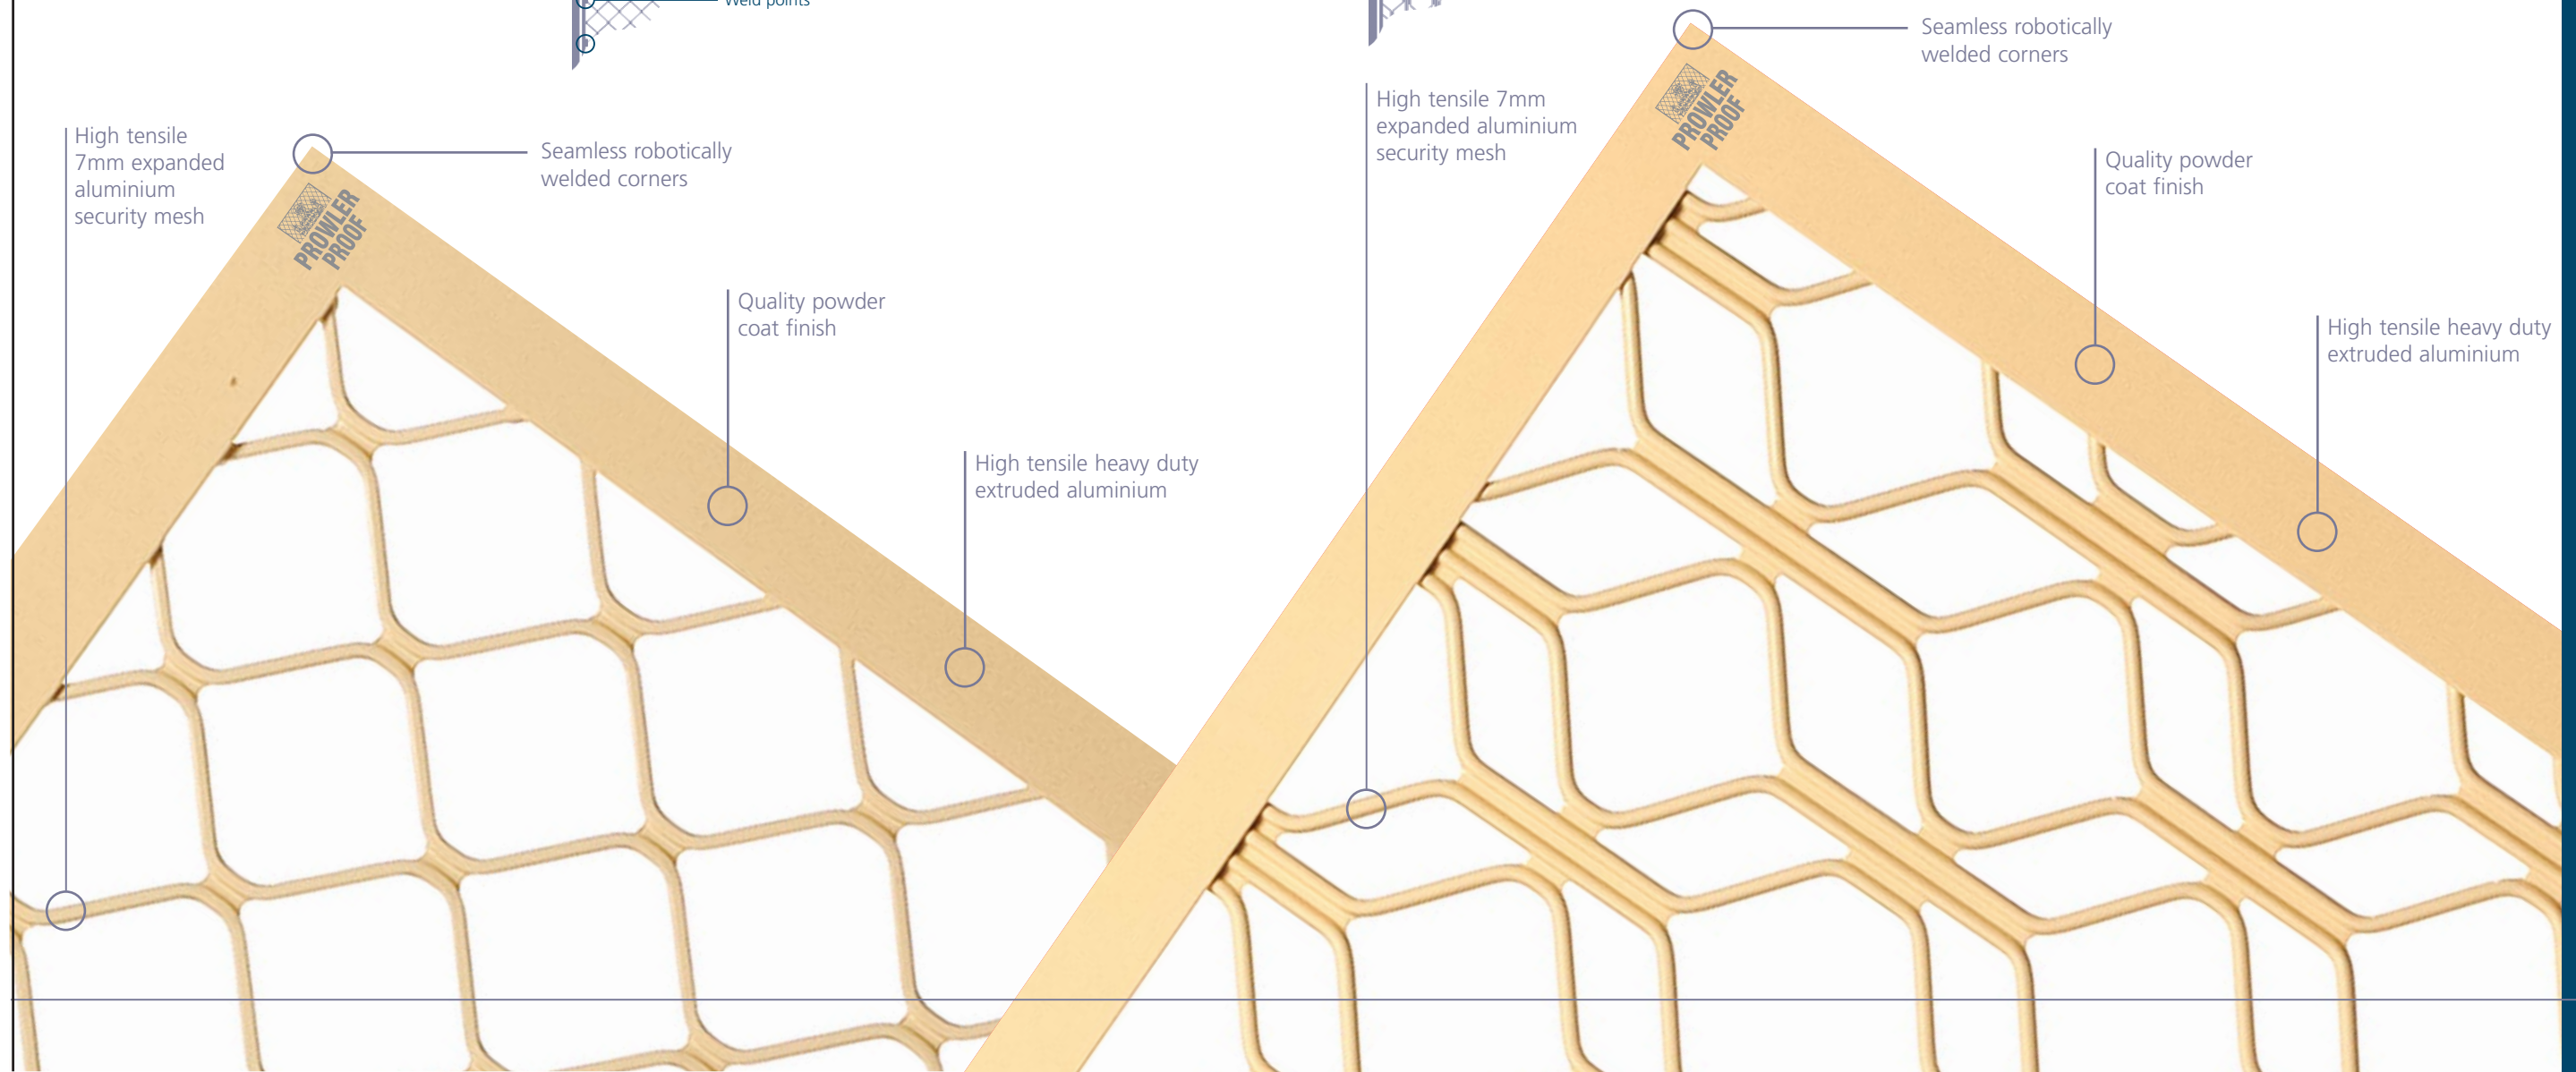 Weld points
High tensile
7mm expanded
aluminium
security mesh
Seamless robotically
welded corners
PROWLER
PROOF
Quality powder
coat finish
High tensile heavy duty
extruded aluminium
High tensile 7mm
expanded aluminium
security mesh
Seamless robotically
welded corners
PROWLER
PROOF
Quality powder
coat finish
High tensile heavy duty
extruded aluminium